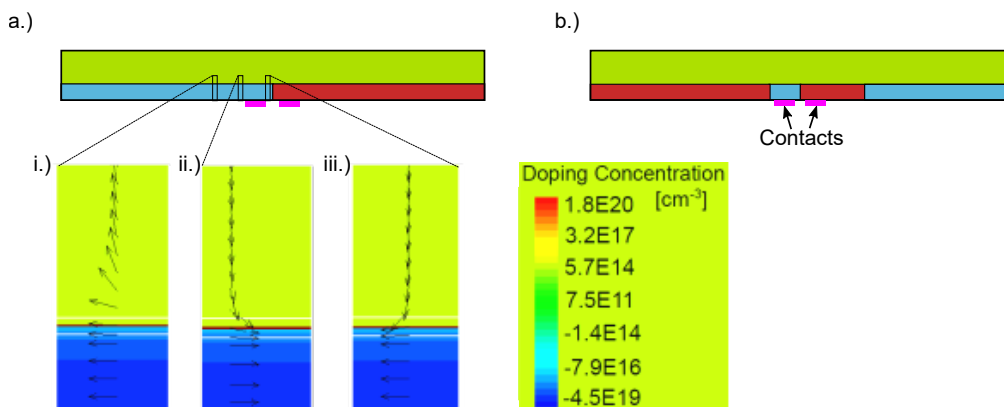 a.)
b.)
Contacts
i.)
ii.)
iii.)
Doping Concentration
[cm-3]
1.8E20
3.2E17
5.7E14
7.5E11
-1.4E14
-7.9E16
-4.5E19